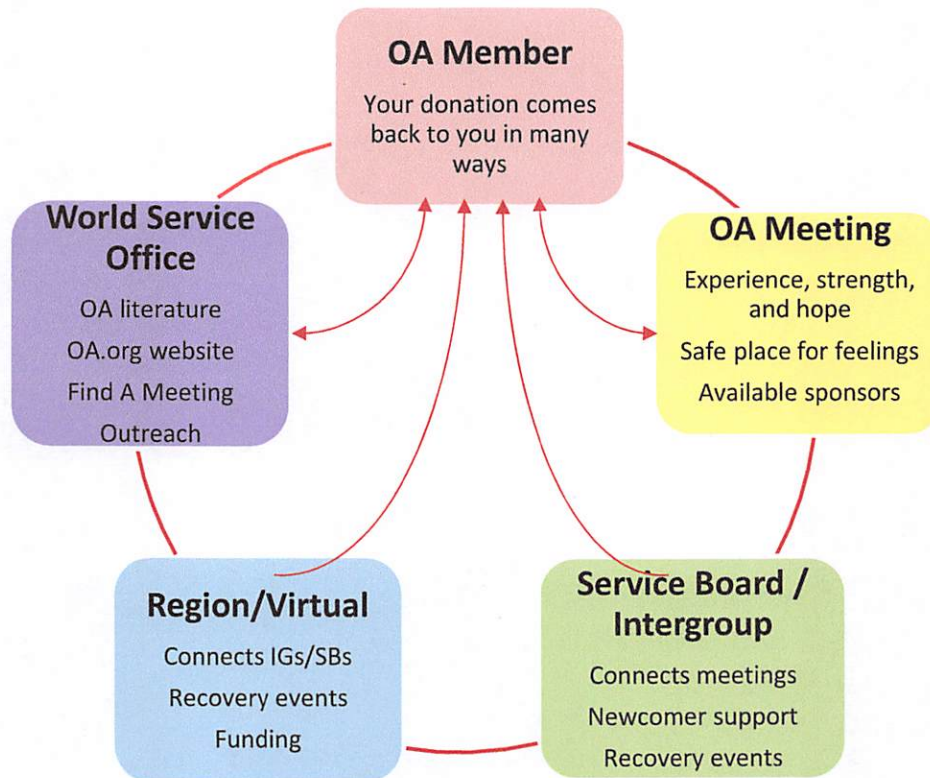 OA Member
Your donation comes
back to you in many
ways
World Service
Office
OA literature
OA.org website
Find A Meeting
Outreach
OA Meeting
Experience, strength,
and hope
Safe place for feelings
Available sponsors
Region/Virtual
Connects IGs/SBs
Recovery events
Funding
Service Board /
Intergroup
Connects meetings
Newcomer support
Recovery events